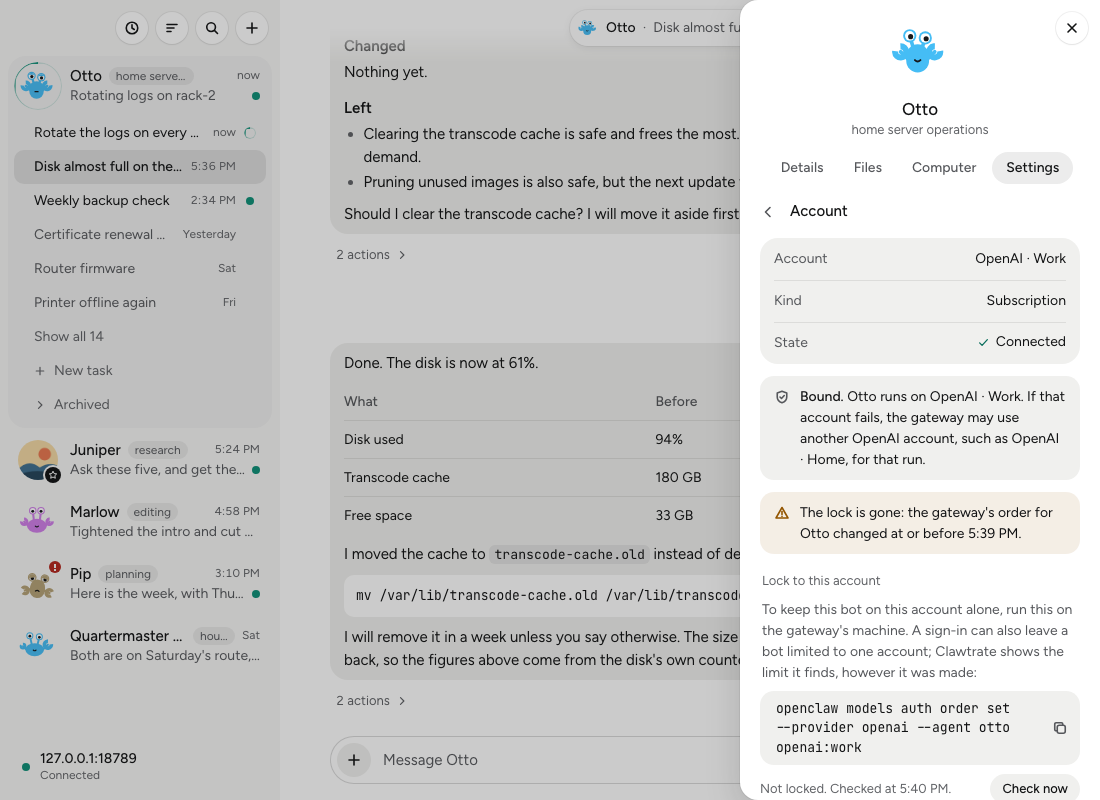 Otto home serve... now
Rotating logs on rack-2
Rotate the logs on every ... now
Disk almost full on the... 5:36 PM
Weekly backup check 2:34 PM
Certificate renewal ... Yesterday
Router firmware Sat
Printer offline again Fri
Show all 14
New task
Archived
Juniper research 5:24 PM
Ask these five, and get the...
Marlow editing 4:58 PM
Tightened the intro and cut ...
Pip planning 3:10 PM
Here is the week, with Thu...
Quartermaster ... hou... Sat
Both are on Saturday's route,...
127.0.0.1:18789
Connected
Otto · Disk almost fu
Changed
Nothing yet.
Left
• Clearing the transcode cache is safe and frees the most.
demand.
• Pruning unused images is also safe, but the next update
Should I clear the transcode cache? I will move it aside first
2 actions
Done. The disk is now at 61%.
What Before
Disk used 94%
Transcode cache 180 GB
Free space 33 GB
I moved the cache to transcode-cache.old instead of de
mv /var/lib/transcode-cache.old /var/lib/transcode
I will remove it in a week unless you say otherwise. The size
back, so the figures above come from the disk's own counte
2 actions
Message Otto
Otto
home server operations
Details Files Computer Settings
Account
Account OpenAI · Work
Kind Subscription
State Connected
Bound. Otto runs on OpenAI · Work. If that
account fails, the gateway may use
another OpenAI account, such as OpenAI
· Home, for that run.
The lock is gone: the gateway's order for
Otto changed at or before 5:39 PM.
Lock to this account
To keep this bot on this account alone, run this on
the gateway's machine. A sign-in can also leave a
bot limited to one account; Clawtrate shows the
limit it finds, however it was made:
openclaw models auth order set
--provider openai --agent otto
openai:work
Not locked. Checked at 5:40 PM. Check now